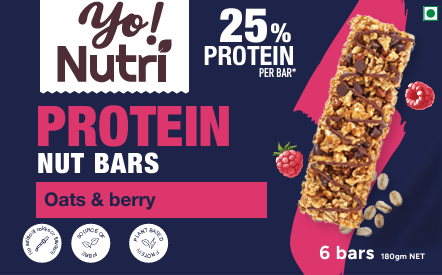 Yo!
Nutri
25%
PROTEIN
PER BAR*
PROTEIN
NUT BARS
Oats & berry
SOURCE OF
FIBRE
PLANT BASED
PROTEIN
6 bars 180gm NET